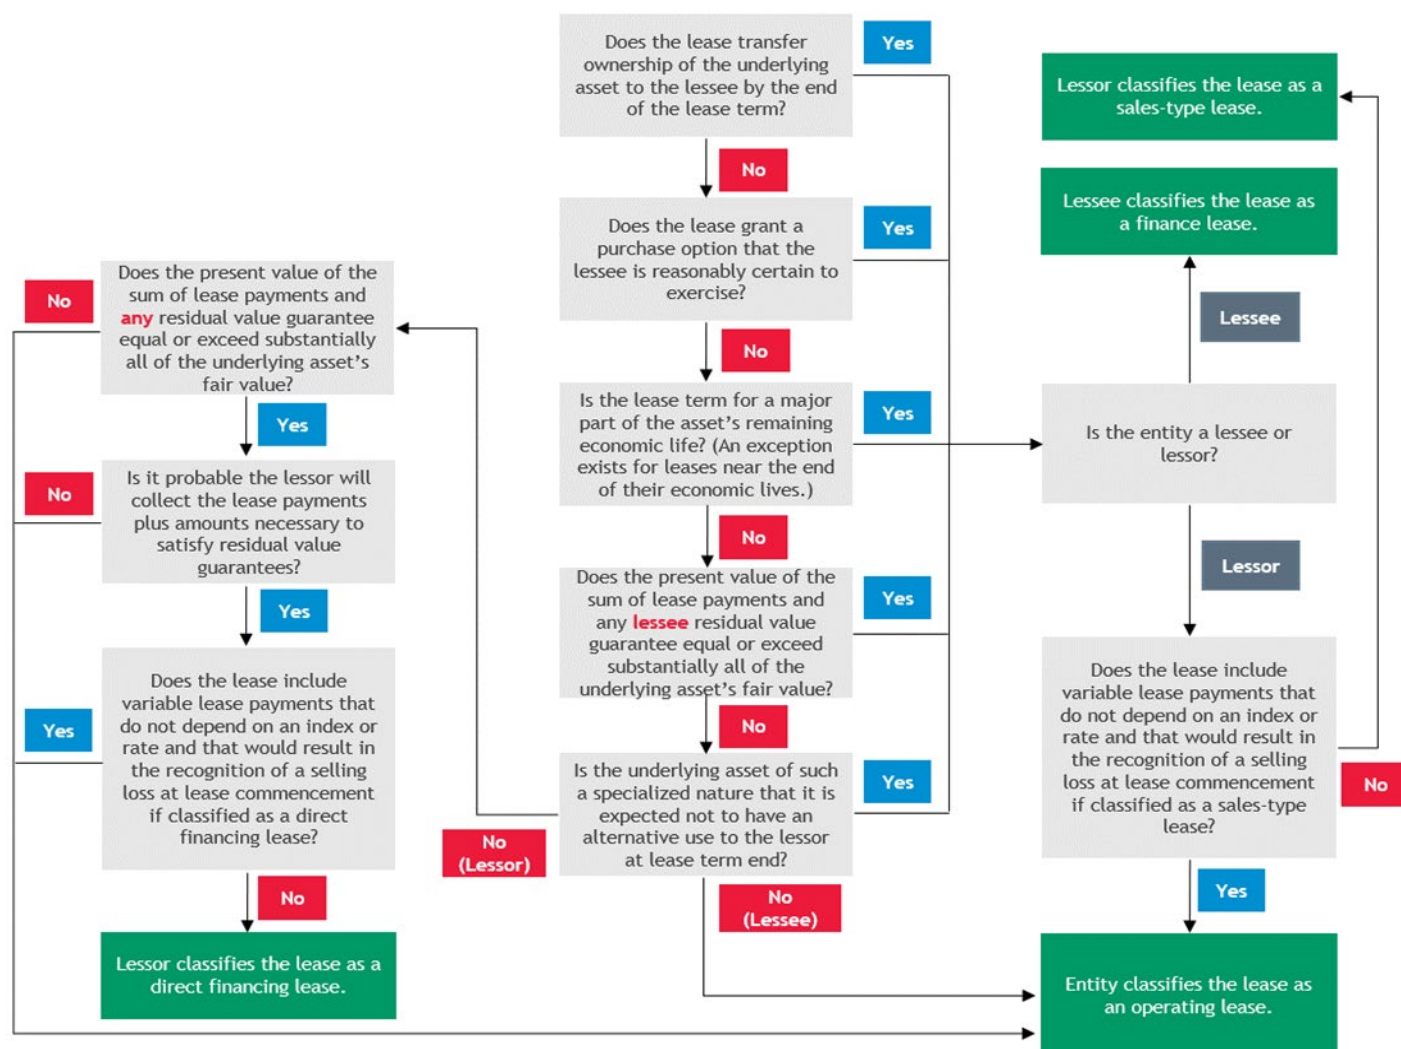 Does the lease transfer
ownership of the underlying
asset to the lessee by the end
of the lease term?
Yes
No
Does the lease grant a
purchase option that the
lessee is reasonably certain to
exercise?
Yes
No
Is the lease term for a major
part of the asset’s remaining
economic life? (An exception
exists for leases near the end
of their economic lives.)
Yes
No
Does the present value of the
sum of lease payments and
any lessee residual value
guarantee equal or exceed
substantially all of the
underlying asset’s fair value?
Yes
No
Is the underlying asset of such
a specialized nature that it is
expected not to have an
alternative use to the lessor
at lease term end?
Yes
No
(Lessor)
No
(Lessee)
Does the present value of the
sum of lease payments and
any residual value guarantee
equal or exceed substantially
all of the underlying asset’s
fair value?
No
Yes
Is it probable the lessor will
collect the lease payments
plus amounts necessary to
satisfy residual value
guarantees?
No
Yes
Does the lease include
variable lease payments that
do not depend on an index or
rate and that would result in
the recognition of a selling
loss at lease commencement
if classified as a direct
financing lease?
Yes
No
Lessor classifies the lease as a
direct financing lease.
Lessor classifies the lease as a
sales-type lease.
Lessee classifies the lease as
a finance lease.
Lessee
Is the entity a lessee or
lessor?
Lessor
Does the lease include
variable lease payments that
do not depend on an index or
rate and that would result in
the recognition of a selling
loss at lease commencement
if classified as a sales-type
lease?
No
Yes
Entity classifies the lease as
an operating lease.